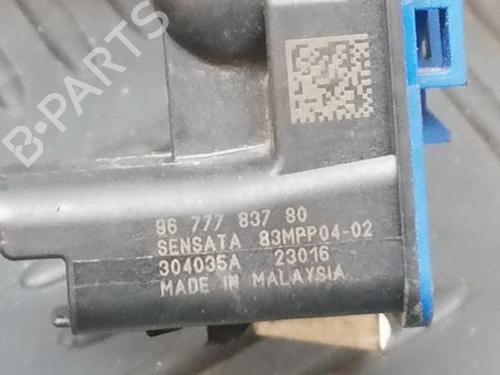 B-PARTS
96 777 837 80
SENSATA 83MPP04-02
304035A 23016
MADE IN MALAYSIA